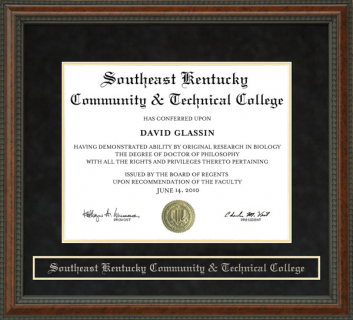 Southeast Kentucky
Community & Technical College
HAS CONFERRED UPON
DAVID GLASSIN
HAVING DEMONSTRATED ABILITY BY ORIGINAL RESEARCH IN BIOLOGY
THE DEGREE OF DOCTOR OF PHILOSOPHY
WITH ALL THE RIGHTS AND PRIVILEGES THERETO PERTAINING
ISSUED BY THE BOARD OF REGENTS
UPON RECOMMENDATION OF THE FACULTY
JUNE 14, 2010
PROVOST
PRESIDENT
Southeast Kentucky Community & Technical College